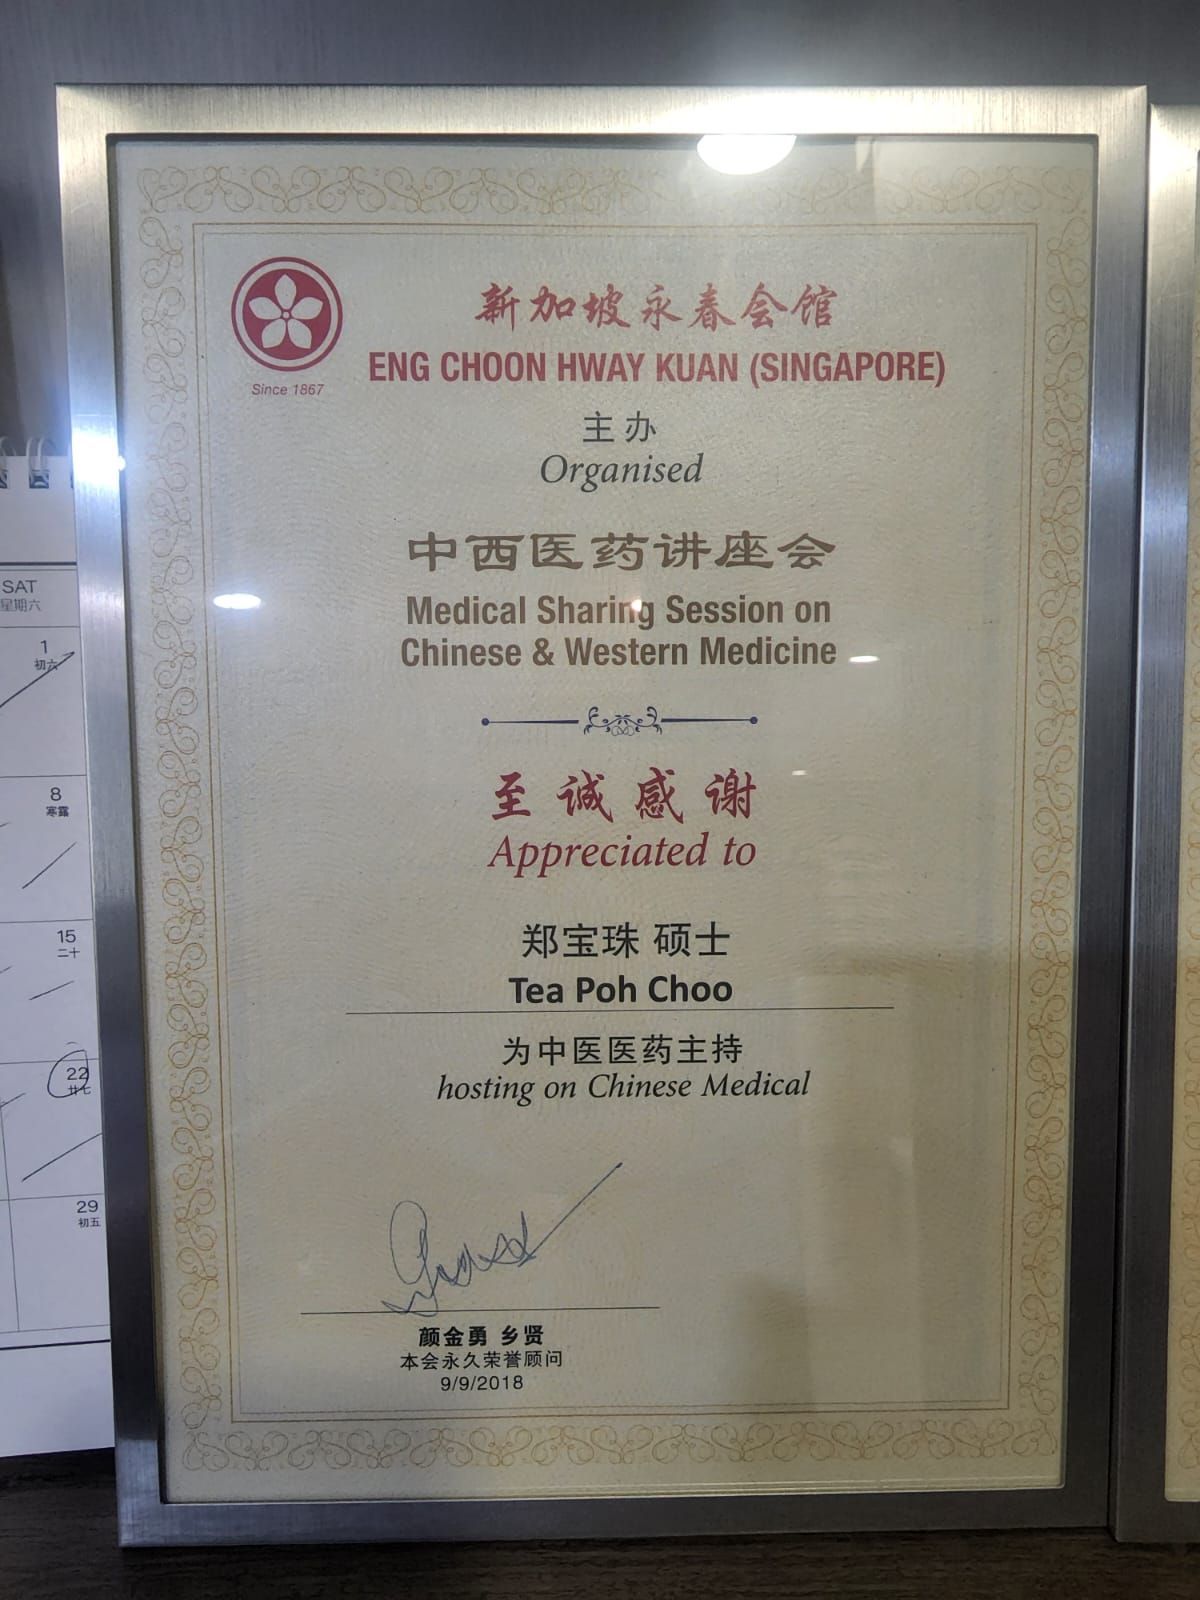 新加坡永春会馆
ENG CHOON HWAY KUAN (SINGAPORE)
Since 1867
主办
Organised
中西医药讲座会
Medical Sharing Session on
Chinese & Western Medicine
至诚感谢
Appreciated to
郑宝珠 硕士
Tea Poh Choo
为中医医药主持
hosting on Chinese Medical
颜金勇 乡贤
本会永久荣誉顾问
9/9/2018
SAT
星期六
1
初六
8
寒露
15
二十
22
廿七
29
初五